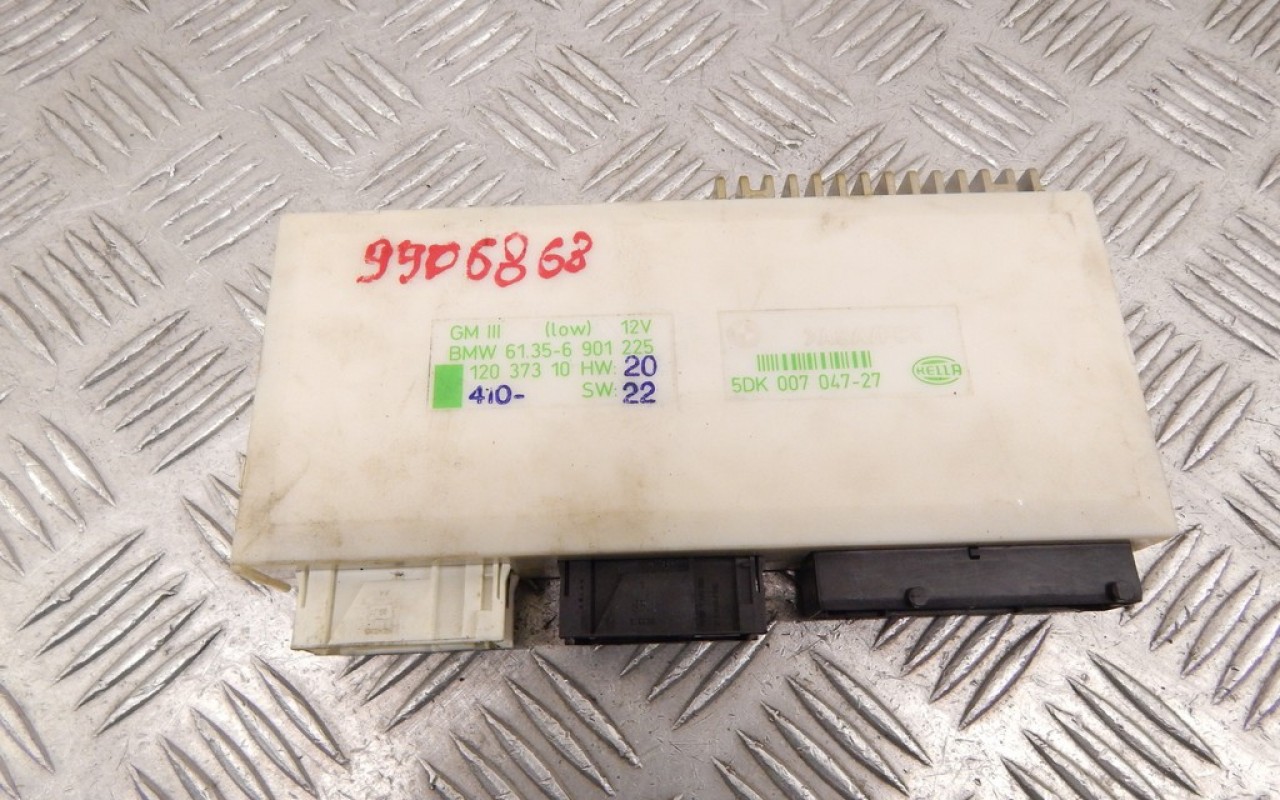 9906868
GM III (low) 12V
BMW 61.35-6 901 225
120 373 10 HW: 20
410- SW: 22
5DK 007 047-27
HELLA